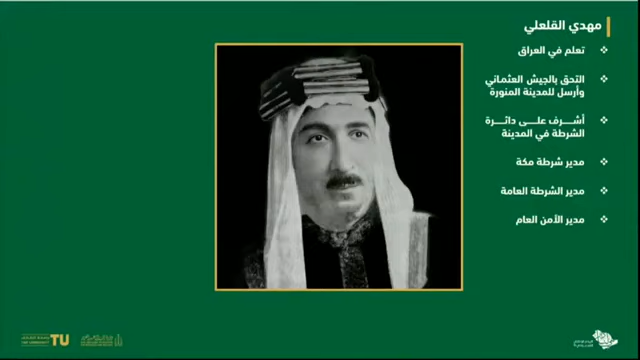 مهدي القلعلي
تعلم في العراق
التحق بالجيش العثماني
وأرسل للمدينة المنورة
أشرف على دائرة
الشرطة في المدينة
مدير شرطة مكة
مدير الشرطة العامة
مدير الأمن العام
TU